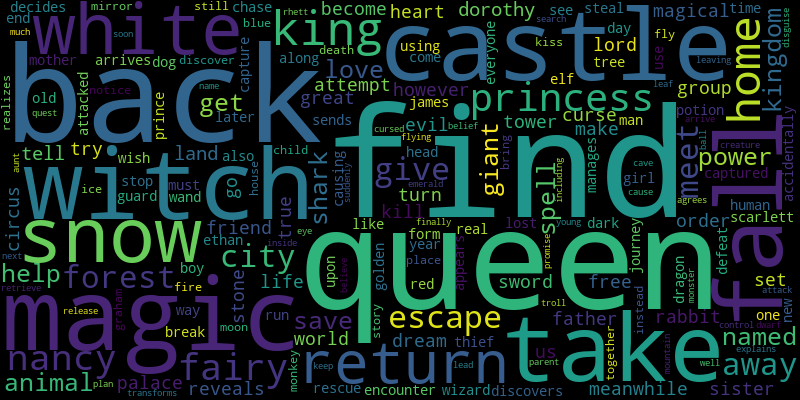 decides mirror white still chase blue
king
castle
become dorothy see steal
heart magical time
end arrives dog discover capture using day fly everyone kiss
mother death come search disguise
realizes
back
notice attacked prince
old quest name
get later along sends
love attempt great however
james elf lord tree use
group home kingdom
princess curse
potion arrive ball
tell try wish land also
evil tower make man
cursed flying belief
find
meet power captured accidentally
witch
child house causing suddenly
head give giant bring
cave including manages girl cause
creature agrees
fall
aunt circus stop guard ice must wand go
shark true turn kill
emerald spell
human order scarlett
snow
friend ethan eye finally
like form year real lost dark
young defeat
next inside
queen
city
upon golden place red appears
sword promise journey free dragon monster
leaving leaf
help forest boy fire stone life
story troll
rabbit set attack new one
magic
retrieve release graham way break moon run
save world believe
escape
father instead together control dwarf
nancy fairy
return
dream thief us
take
mountain well explains
named away
animal plan palace transforms reveals
monkey rescue keep encounter lead wizard discovers parent
meanwhile sister
rhett soon much